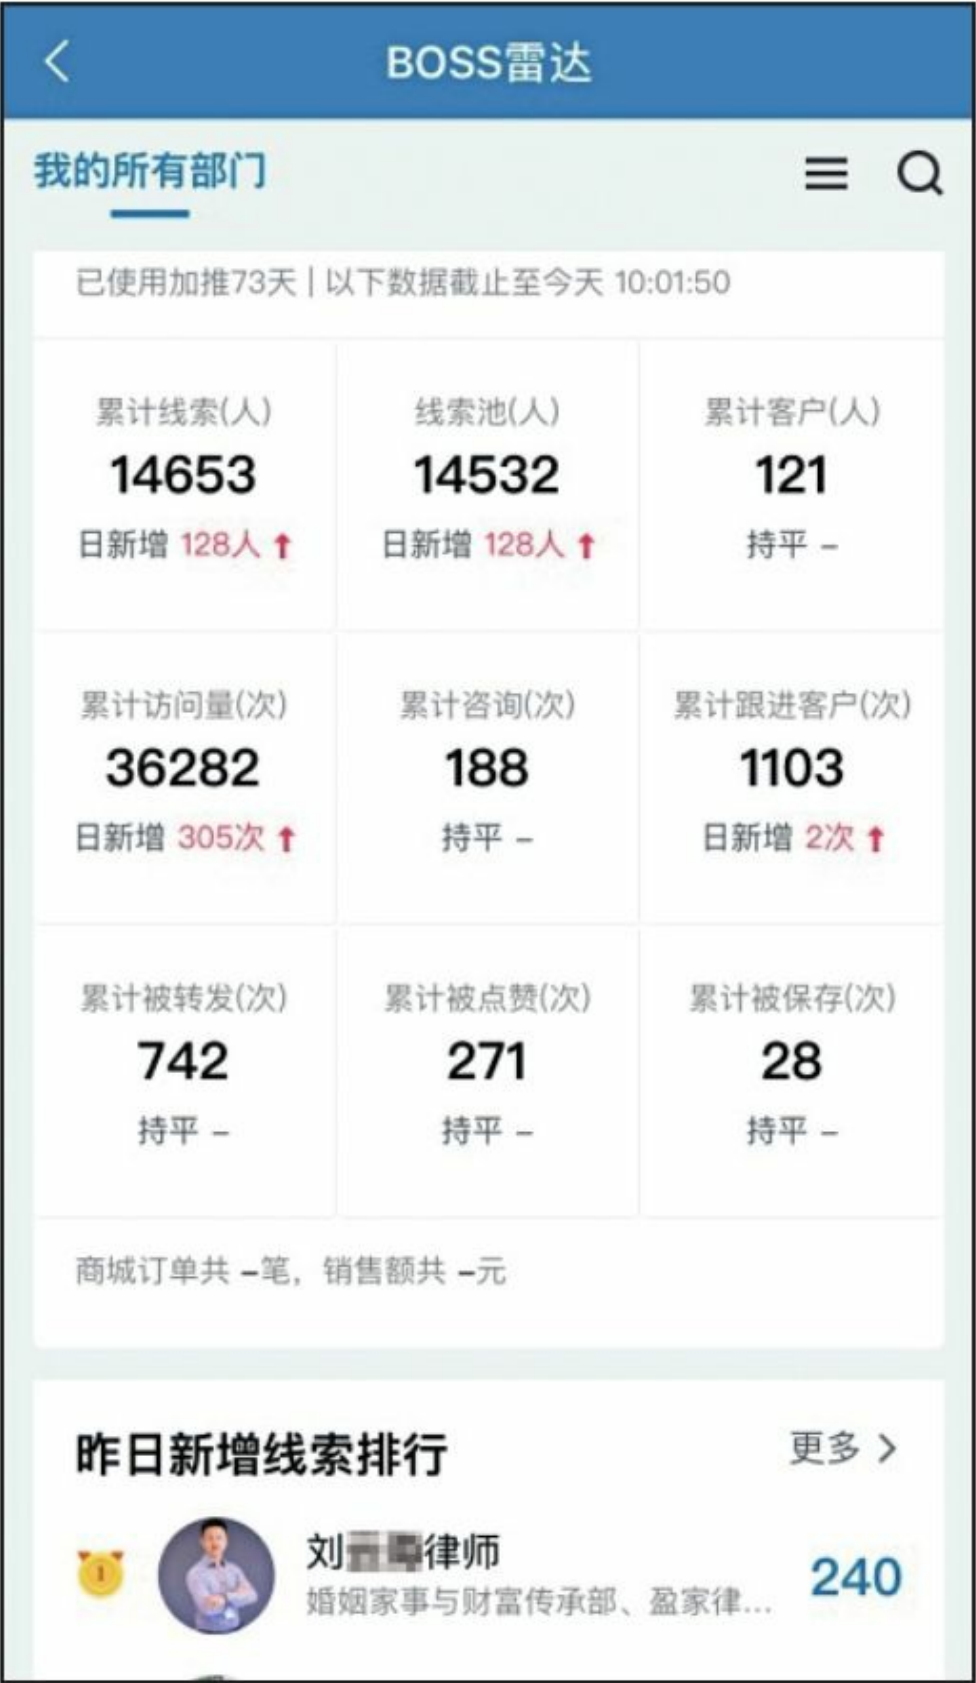 BOSS雷达
我的所有部门
已使用加推73天 | 以下数据截止至今天 10:01:50
累计线索(人) 线索池(人) 累计客户(人)
14653 14532 121
日新增 128人 ↑ 日新增 128人 ↑ 持平 –
累计访问量(次) 累计咨询(次) 累计跟进客户(次)
36282 188 1103
日新增 305次 ↑ 持平 – 日新增 2次 ↑
累计被转发(次) 累计被点赞(次) 累计被保存(次)
742 271 28
持平 – 持平 – 持平 –
商城订单共 –笔，销售额共 –元
昨日新增线索排行 更多 >
1 刘 律师 240
婚姻家事与财富传承部、盈家律...